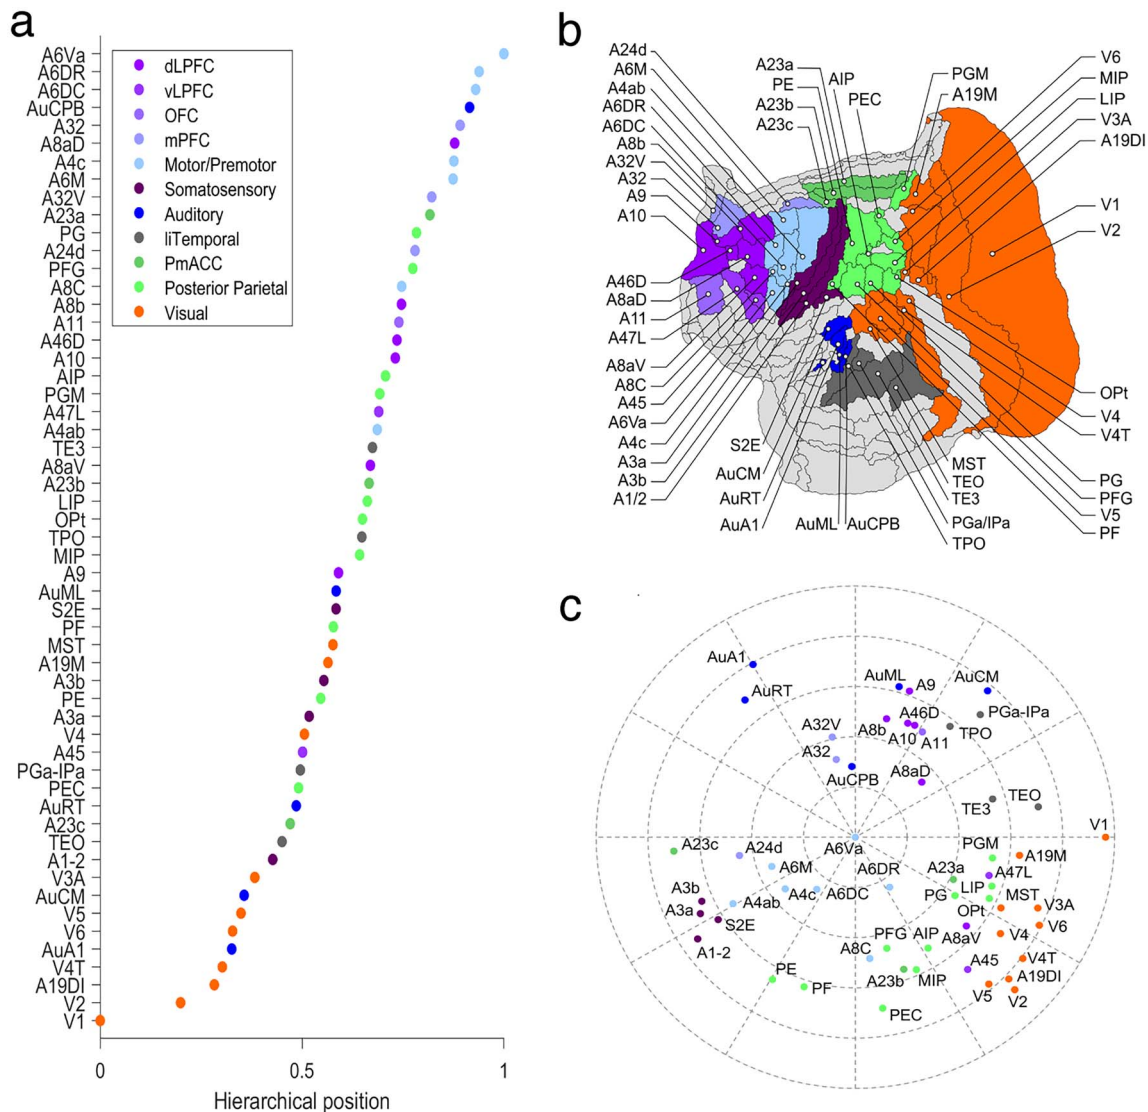 a
A6Va
A6DR
A6DC
AuCPB
A32
A8aD
A4c
A6M
A32V
A23a
PG
A24d
PFG
A8C
A8b
A11
A46D
A10
AIP
PGM
A47L
A4ab
TE3
A8aV
A23b
LIP
OPt
TPO
MIP
A9
AuML
S2E
PF
MST
A19M
A3b
PE
A3a
V4
A45
PGa-IPa
PEC
AuRT
A23c
TEO
A1-2
V3A
AuCM
V5
V6
AuA1
V4T
A19DI
V2
V1
dLPFC
vLPFC
OFC
mPFC
Motor/Premotor
Somatosensory
Auditory
liTemporal
PmACC
Posterior Parietal
Visual
0
0.5
1
Hierarchical position
b
A24d
A6M
A4ab
A6DR
A6DC
A8b
A32V
A32
A9
A10
A46D
A8aD
A11
A47L
A8aV
A8C
A45
A6Va
A4c
A3a
A3b
A1/2
A23a
PE
A23b
A23c
AIP
PEC
PGM
A19M
V6
MIP
LIP
V3A
A19DI
V1
V2
OPt
V4
V4T
PG
PFG
V5
PF
S2E
AuCM
AuRT
AuA1
AuML
AuCPB
MST
TEO
TE3
PGa/IPa
TPO
c
AuA1
AuRT
AuML
A9
AuCM
PGa-IPa
A46D
A8b
A10
A11
TPO
A32V
A32
AuCPB
A8aD
TE3
TEO
V1
A6Va
A23c
A24d
A6M
A6DR
PGM
A19M
A23a
A47L
LIP
PG
MST
V3A
A3b
A3a
A4ab
A4c
A6DC
S2E
A1-2
OPt
V6
A8aV
V4
PFG
AIP
A8C
A45
V4T
PE
PF
A23b
MIP
A19DI
V5
V2
PEC